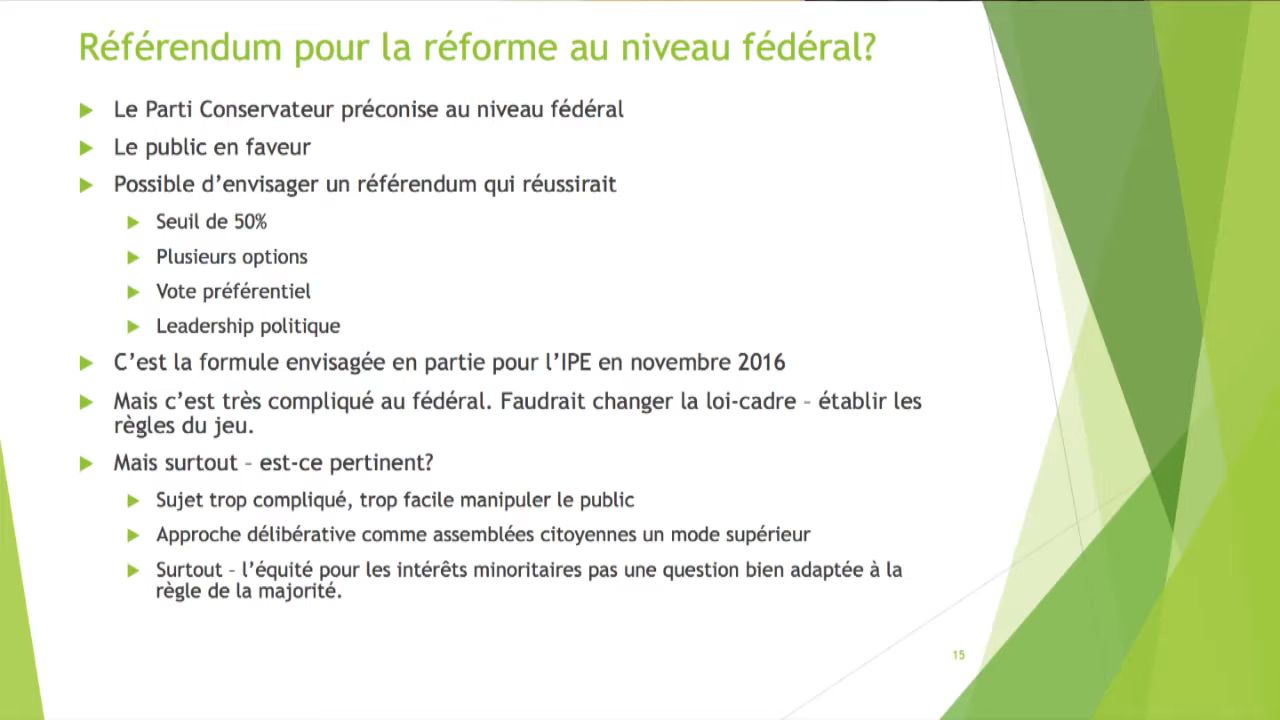 Référendum pour la réforme au niveau fédéral?
Le Parti Conservateur préconise au niveau fédéral
Le public en faveur
Possible d’envisager un référendum qui réussirait
Seuil de 50%
Plusieurs options
Vote préférentiel
Leadership politique
C’est la formule envisagée en partie pour l’IPE en novembre 2016
Mais c’est très compliqué au fédéral. Faudrait changer la loi-cadre – établir les
règles du jeu.
Mais surtout – est-ce pertinent?
Sujet trop compliqué, trop facile manipuler le public
Approche délibérative comme assemblées citoyennes un mode supérieur
Surtout – l’équité pour les intérêts minoritaires pas une question bien adaptée à la
règle de la majorité.
15